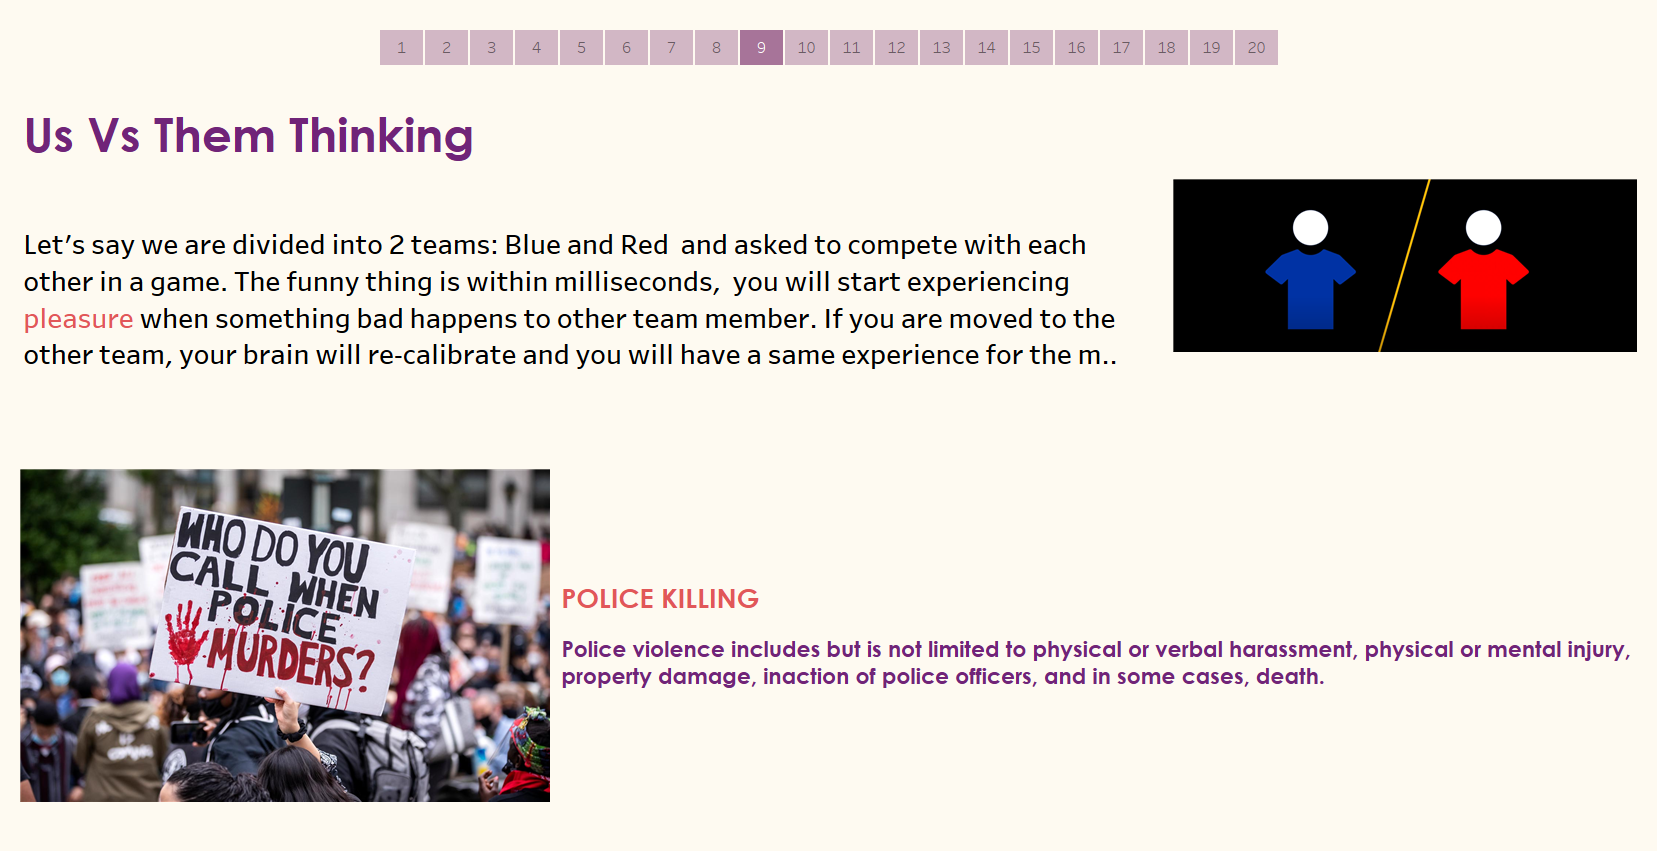 1 2 3 4 5 6 7 8 9 10 11 12 13 14 15 16 17 18 19 20
Us Vs Them Thinking
Let’s say we are divided into 2 teams: Blue and Red  and asked to compete with each
other in a game. The funny thing is within milliseconds,  you will start experiencing
pleasure when something bad happens to other team member. If you are moved to the
other team, your brain will re-calibrate and you will have a same experience for the m..
WHO DO YOU
CALL WHEN
POLICE
MURDERS?
POLICE KILLING
Police violence includes but is not limited to physical or verbal harassment, physical or mental injury,
property damage, inaction of police officers, and in some cases, death.